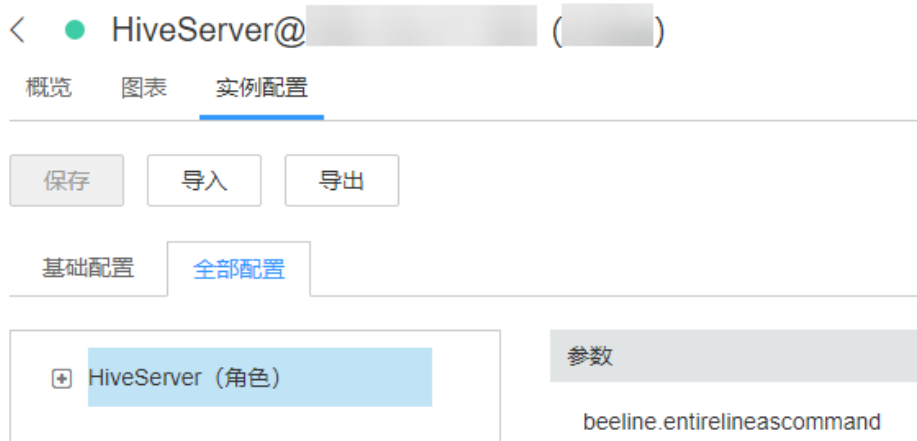 HiveServer@ ( )
概览 图表 实例配置
保存 导入 导出
基础配置 全部配置
HiveServer（角色）
参数
beeline.entirelineascommand